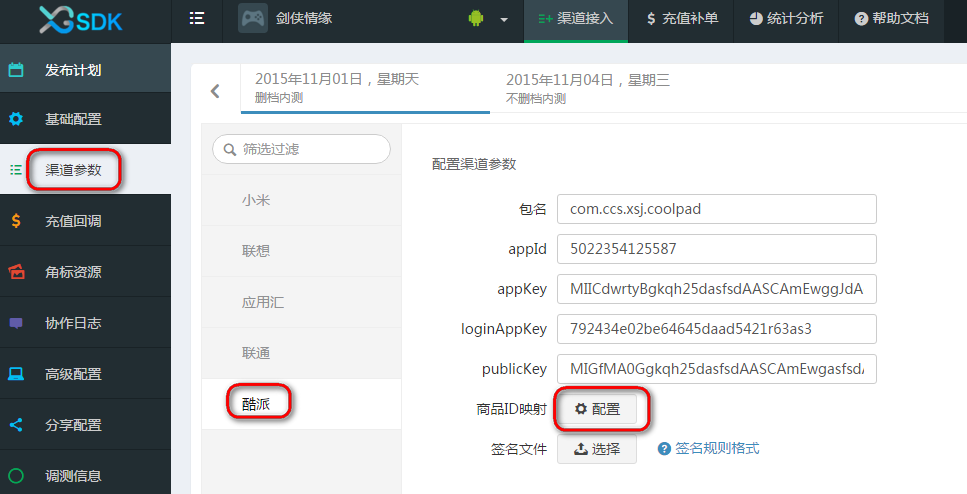 XGSDK
剑侠情缘
渠道接入
$ 充值补单
统计分析
帮助文档
发布计划
基础配置
渠道参数
充值回调
角标资源
协作日志
高级配置
分享配置
调测信息
2015年11月01日，星期天
删档内测
2015年11月04日，星期三
不删档内测
筛选过滤
小米
联想
应用汇
联通
酷派
配置渠道参数
包名 com.ccs.xsj.coolpad
appId 5022354125587
appKey MIICdwrtyBgkqh25dasfsdAASCAmEwggJdA
loginAppKey 792434e02be64645daad5421r63as3
publicKey MIGfMA0Ggkqh25dasfsdAASCAmEwgasfsdA
商品ID映射 配置
签名文件 选择 签名规则格式